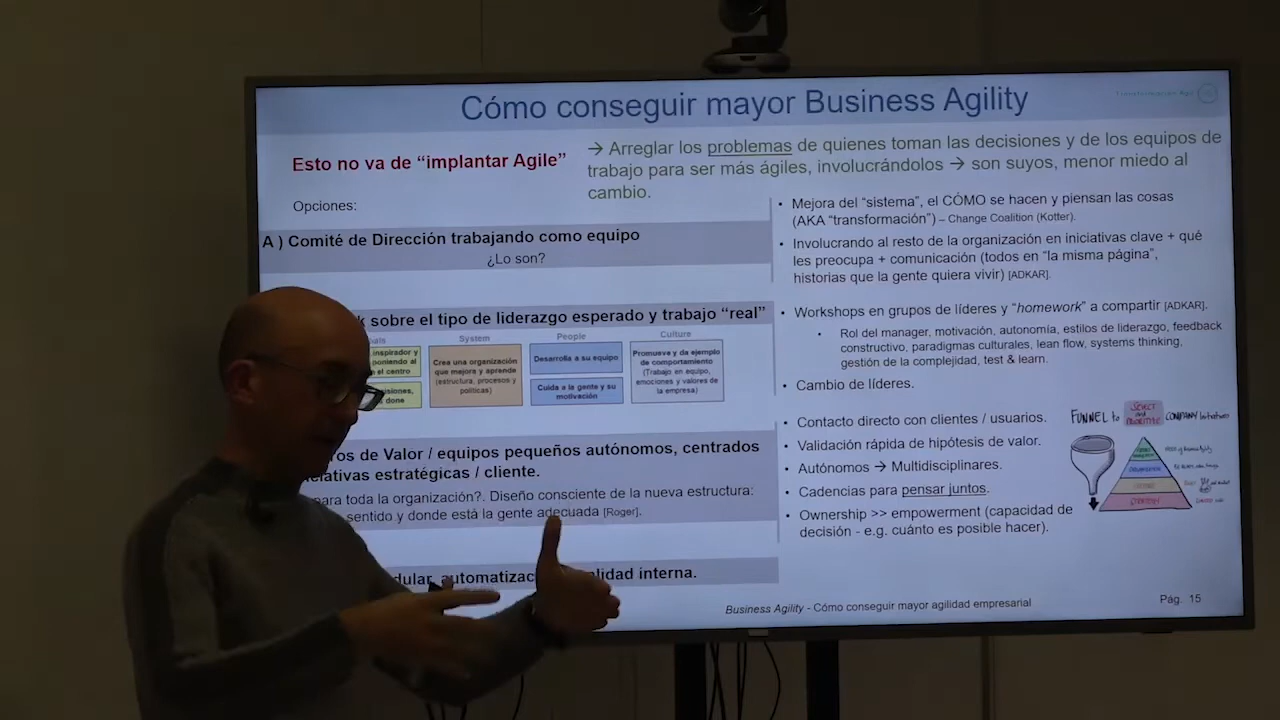 Cómo conseguir mayor Business Agility
Esto no va de “implantar Agile”
→ Arreglar los problemas de quienes toman las decisiones y de los equipos de
trabajo para ser más ágiles, involucrándolos → son suyos, menor miedo al
cambio.
Opciones:
A ) Comité de Dirección trabajando como equipo
¿Lo son?
• Mejora del “sistema”, el CÓMO se hacen y piensan las cosas
(AKA “transformación”) – Change Coalition (Kotter).
• Involucrando al resto de la organización en iniciativas clave + qué
les preocupa + comunicación (todos en “la misma página”,
historias que la gente quiera vivir) [ADKAR].
sobre el tipo de liderazgo esperado y trabajo “real”
System
People
Culture
inspirador y
poniendo al
el centro
Crea una organización
que mejora y aprende
(estructura, procesos y
políticas)
Desarrolla a su equipo
Cuida a la gente y su
motivación
Promueve y da ejemplo
de comportamiento
(Trabajo en equipo,
emociones y valores de
la empresa)
done
• Workshops en grupos de líderes y “homework” a compartir [ADKAR].
• Rol del manager, motivación, autonomía, estilos de liderazgo, feedback
constructivo, paradigmas culturales, lean flow, systems thinking,
gestión de la complejidad, test & learn.
• Cambio de líderes.
de Valor / equipos pequeños autónomos, centrados
estratégicas / cliente.
para toda la organización?. Diseño consciente de la nueva estructura:
sentido y donde está la gente adecuada [Roger].
• Contacto directo con clientes / usuarios.
• Validación rápida de hipótesis de valor.
• Autónomos → Multidisciplinares.
• Cadencias para pensar juntos.
• Ownership >> empowerment (capacidad de
decisión - e.g. cuánto es posible hacer).
FUNNEL to SELECT and PRIORITIZE COMPANY Initiatives
interna.
Business Agility - Cómo conseguir mayor agilidad empresarial
Pág. 15